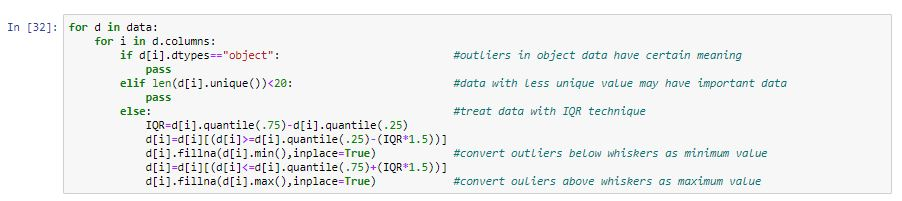 In [32]: for d in data:
for i in d.columns:
if d[i].dtypes=="object": #outliers in object data have certain meaning
pass
elif len(d[i].unique())<20: #data with less unique value may have important data
pass
else: #treat data with IQR technique
IQR=d[i].quantile(.75)-d[i].quantile(.25)
d[i]=d[i][(d[i]>=d[i].quantile(.25)-(IQR*1.5))]
d[i].fillna(d[i].min(),inplace=True) #convert outliers below whiskers as minimum value
d[i]=d[i][(d[i]<=d[i].quantile(.75)+(IQR*1.5))]
d[i].fillna(d[i].max(),inplace=True) #convert ouliers above whiskers as maximum value